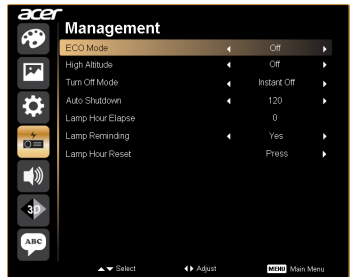 acer
Management
ECO Mode Off
High Altitude Off
Turn Off Mode Instant Off
Auto Shutdown 120
Lamp Hour Elapse 0
Lamp Reminding Yes
Lamp Hour Reset Press
3D
ABC
Select Adjust MENU Main Menu